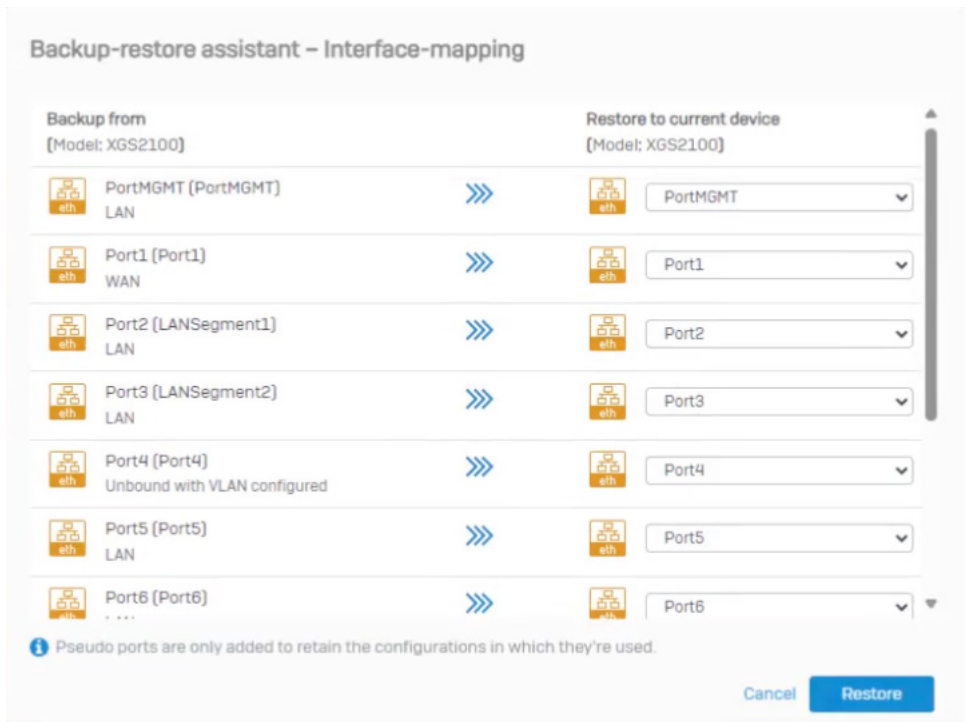 Backup-restore assistant – Interface-mapping
Backup from
Restore to current device
(Model: XGS2100)
(Model: XGS2100)
PortMGMT (PortMGMT)
LAN
eth
eth
PortMGMT
Port1 (Port1)
WAN
eth
eth
Port1
Port2 (LANSegment1)
LAN
eth
eth
Port2
Port3 (LANSegment2)
LAN
eth
eth
Port3
Port4 (Port4)
Unbound with VLAN configured
eth
eth
Port4
Port5 (Port5)
LAN
eth
eth
Port5
Port6 (Port6)
eth
eth
Port6
Pseudo ports are only added to retain the configurations in which they're used.
Cancel
Restore